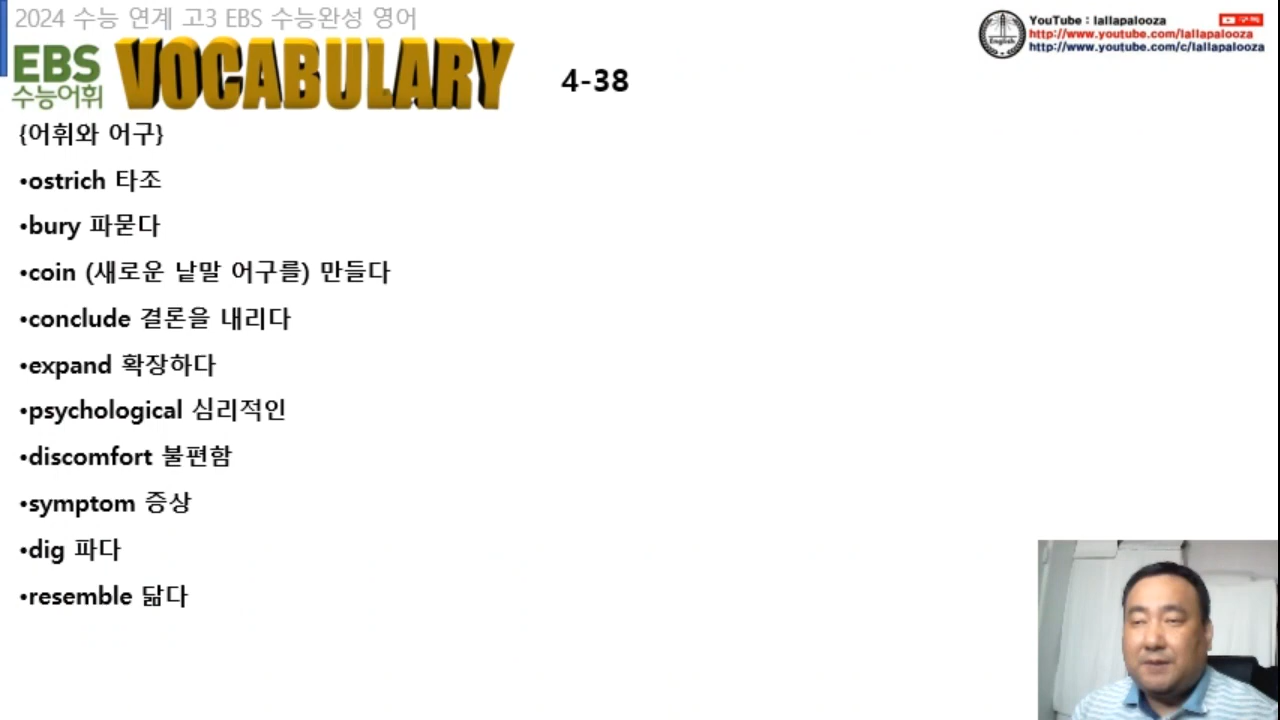 2024 수능 연계 고3 EBS 수능완성 영어
EBS 수능어휘 VOCABULARY 4-38
YouTube : lallapalooza 구독
http://www.youtube.com/lallapalooza
http://www.youtube.com/c/lallapalooza
English
{어휘와 어구}
•ostrich 타조
•bury 파묻다
•coin (새로운 낱말 어구를) 만들다
•conclude 결론을 내리다
•expand 확장하다
•psychological 심리적인
•discomfort 불편함
•symptom 증상
•dig 파다
•resemble 닮다